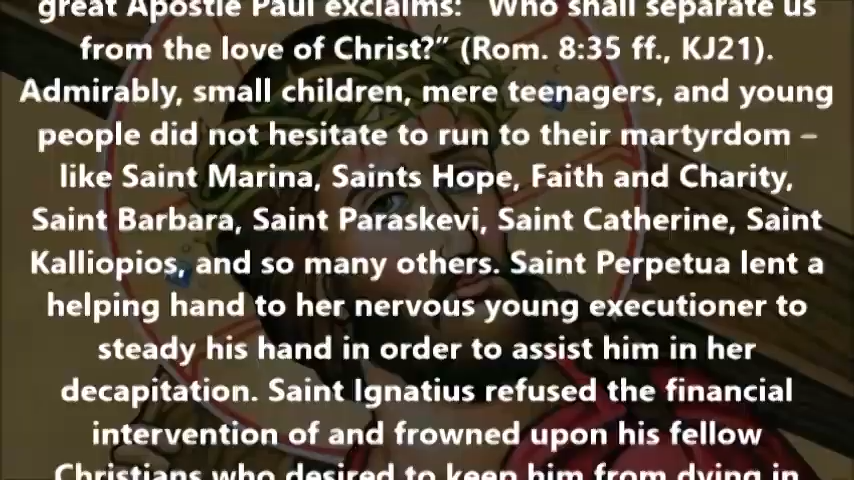 great Apostle Paul exclaims: "Who shall separate us
from the love of Christ?” (Rom. 8:35 ff., KJ21).
Admirably, small children, mere teenagers, and young
people did not hesitate to run to their martyrdom –
like Saint Marina, Saints Hope, Faith and Charity,
Saint Barbara, Saint Paraskevi, Saint Catherine, Saint
Kalliopios, and so many others. Saint Perpetua lent a
helping hand to her nervous young executioner to
steady his hand in order to assist him in her
decapitation. Saint Ignatius refused the financial
intervention of and frowned upon his fellow
Christians who desired to keep him from dying in